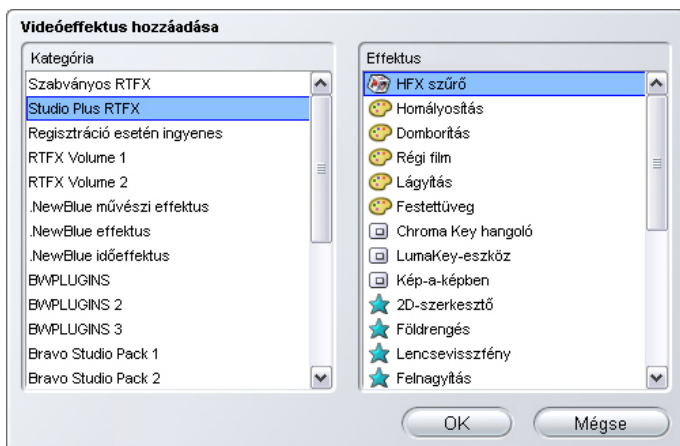 Videóeffektus hozzáadása
Kategória
Szabványos RTFX
Studio Plus RTFX
Regisztráció esetén ingyenes
RTFX Volume 1
RTFX Volume 2
.NewBlue művészi effektus
.NewBlue effektus
.NewBlue időeffektus
BWPLUGINS
BWPLUGINS 2
BWPLUGINS 3
Bravo Studio Pack 1
Bravo Studio Pack 2
Effektus
HFX szűrő
Homályosítás
Domborítás
Régi film
Lágyítás
Festettüveg
Chroma Key hangoló
LumaKey-eszköz
Kép-a-képben
2D-szerkesztő
Földrengés
Lencsevisszfény
Felnagyítás
OK
Mégse